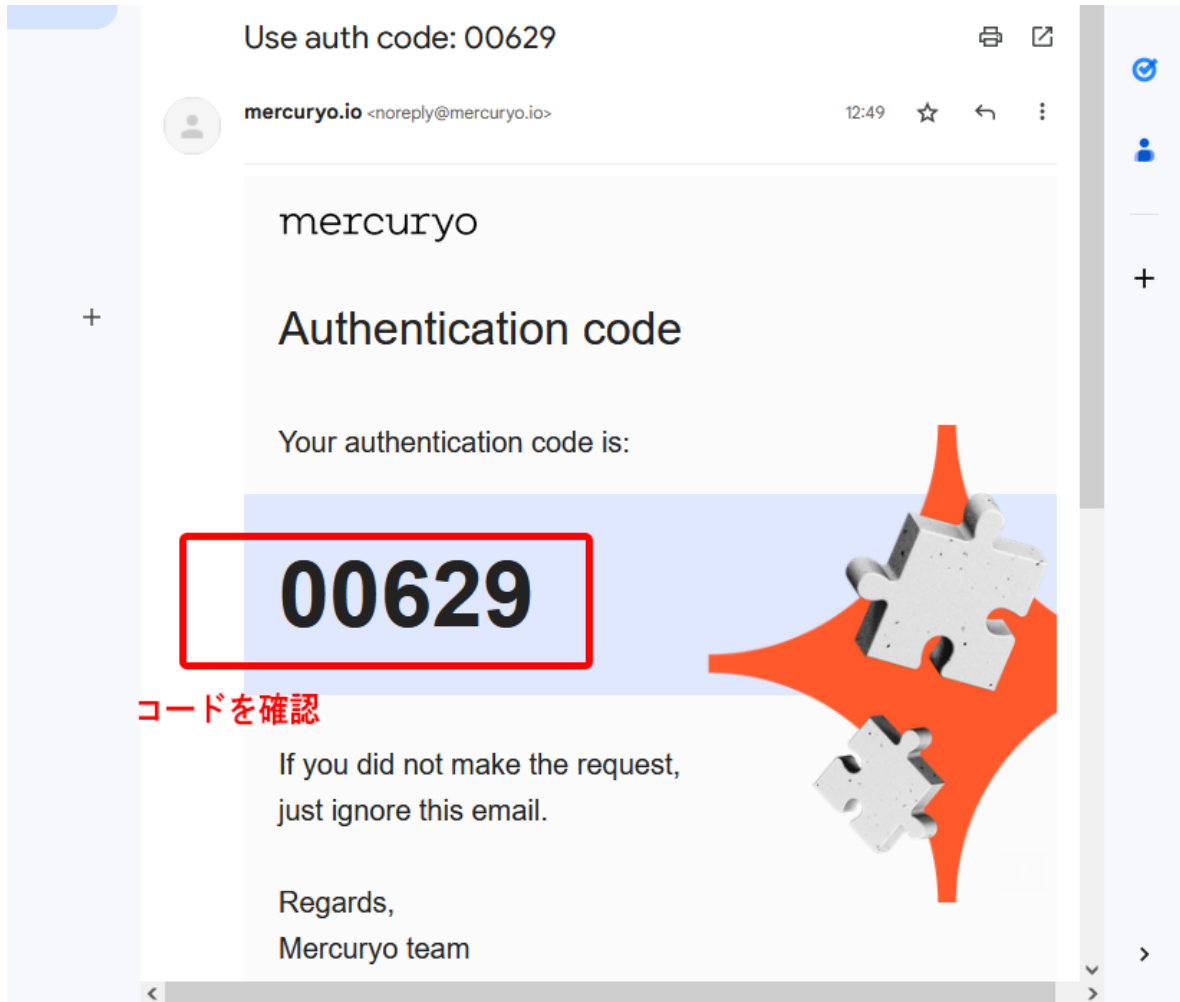 Use auth code: 00629
mercuryo.io <noreply@mercuryo.io> 12:49
mercuryo
Authentication code
Your authentication code is:
00629
コードを確認
If you did not make the request,
just ignore this email.
Regards,
Mercuryo team